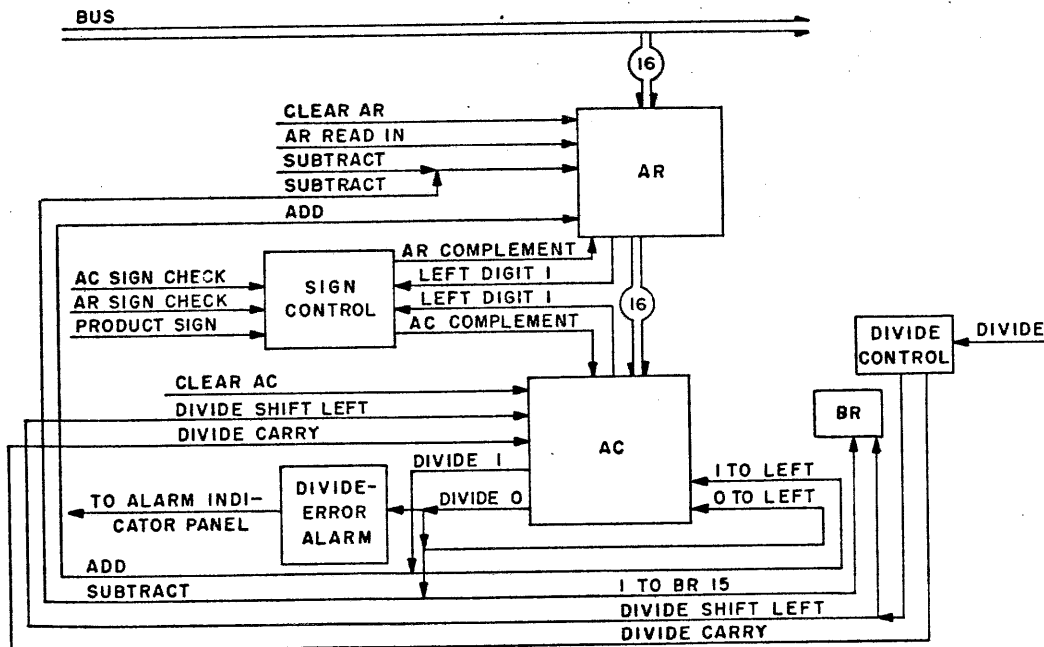 BUS
16
CLEAR AR
AR READ IN
SUBTRACT
SUBTRACT
ADD
AR
AR COMPLEMENT
LEFT DIGIT 1
AC SIGN CHECK
AR SIGN CHECK
PRODUCT SIGN
SIGN
CONTROL
LEFT DIGIT 1
AC COMPLEMENT
16
DIVIDE
CONTROL
DIVIDE
CLEAR AC
DIVIDE SHIFT LEFT
DIVIDE CARRY
AC
BR
DIVIDE 1
DIVIDE 0
1 TO LEFT
0 TO LEFT
TO ALARM INDI-
CATOR PANEL
DIVIDE-
ERROR
ALARM
ADD
SUBTRACT
1 TO BR 15
DIVIDE SHIFT LEFT
DIVIDE CARRY